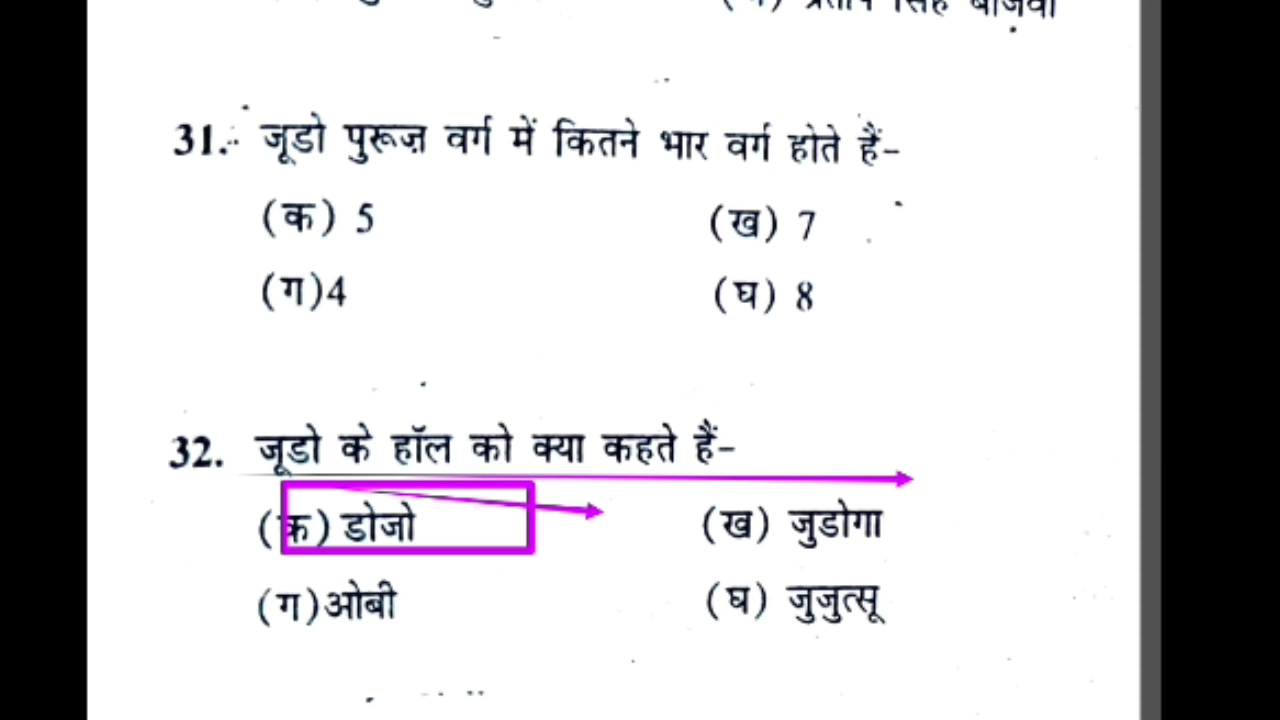 31. जूडो पुरूज़ वर्ग में कितने भार वर्ग होते हैं-
(क) 5 (ख) 7
(ग)4 (घ) 8
32. जूडो के हॉल को क्या कहते हैं-
(क) डोजो (ख) जुडोगा
(ग)ओबी (घ) जुजुत्सू